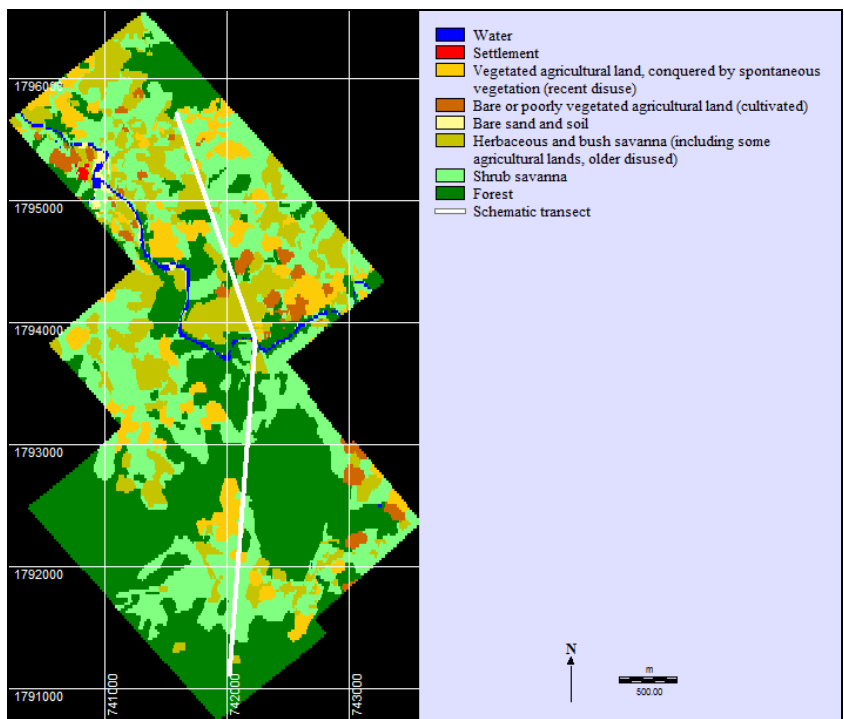 1796000
1795000
1794000
1793000
1792000
1791000
741000
742000
743000
Water
Settlement
Vegetated agricultural land, conquered by spontaneous
vegetation (recent disuse)
Bare or poorly vegetated agricultural land (cultivated)
Bare sand and soil
Herbaceous and bush savanna (including some
agricultural lands, older disused)
Shrub savanna
Forest
Schematic transect
N
m
500.00